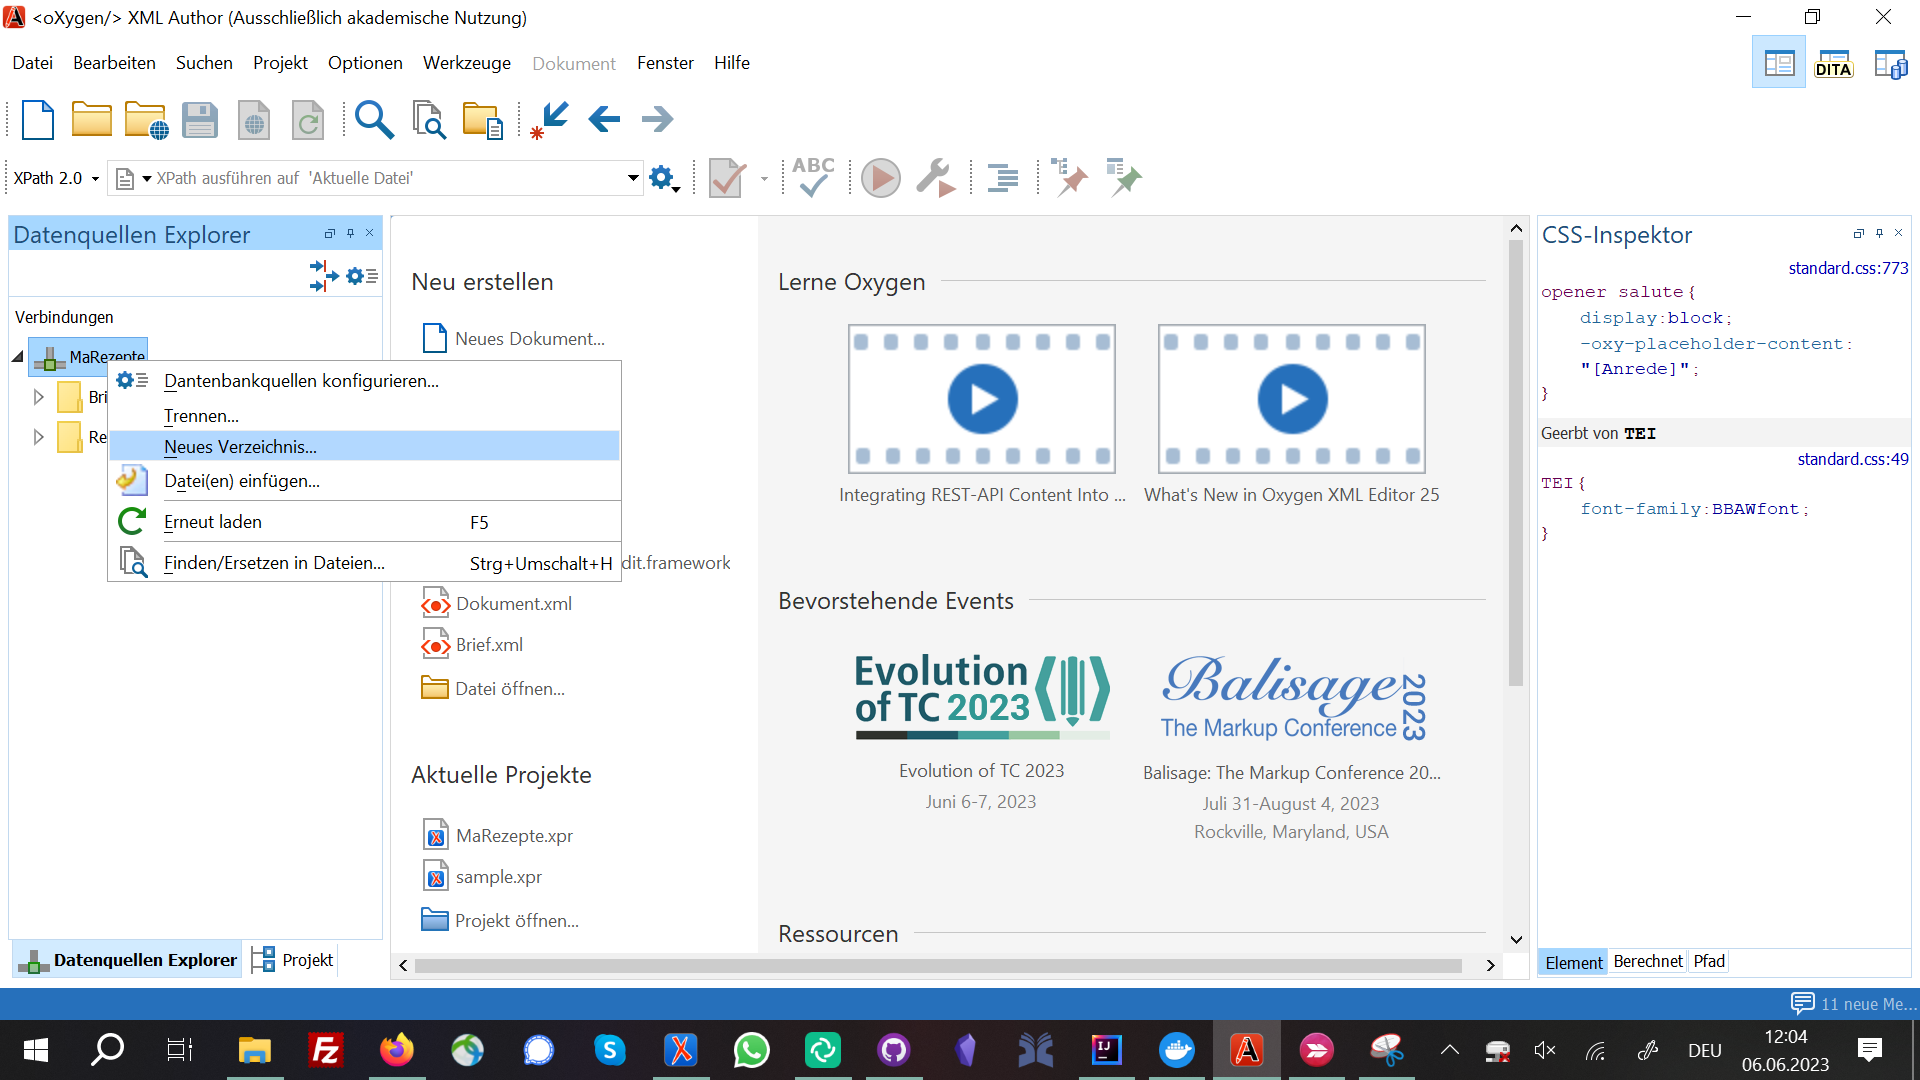 <oXygen/> XML Author (Ausschließlich akademische Nutzung)
Datei Bearbeiten Suchen Projekt Optionen Werkzeuge Dokument Fenster Hilfe
DITA
XPath 2.0 XPath ausführen auf 'Aktuelle Datei'
ABC
Datenquellen Explorer
Verbindungen
MaRezepte
Bri
Re
Dantenbankquellen konfigurieren...
Trennen...
Neues Verzeichnis...
Datei(en) einfügen...
Erneut laden F5
Finden/Ersetzen in Dateien... Strg+Umschalt+H
Datenquellen Explorer Projekt
Neu erstellen
Neues Dokument...
dit.framework
Dokument.xml
Brief.xml
Datei öffnen...
Aktuelle Projekte
MaRezepte.xpr
sample.xpr
Projekt öffnen...
Lerne Oxygen
Integrating REST-API Content Into ... What's New in Oxygen XML Editor 25
Bevorstehende Events
Evolution
of TC 2023
Balisage 2023
The Markup Conference
Evolution of TC 2023
Juni 6-7, 2023
Balisage: The Markup Conference 20...
Juli 31-August 4, 2023
Rockville, Maryland, USA
Ressourcen
CSS-Inspektor
standard.css:773
opener salute{
display:block;
-oxy-placeholder-content:
"[Anrede]";
}
Geerbt von TEI
standard.css:49
TEI{
font-family:BBAWfont;
}
Element Berechnet Pfad
11 neue Me...
DEU
12:04
06.06.2023